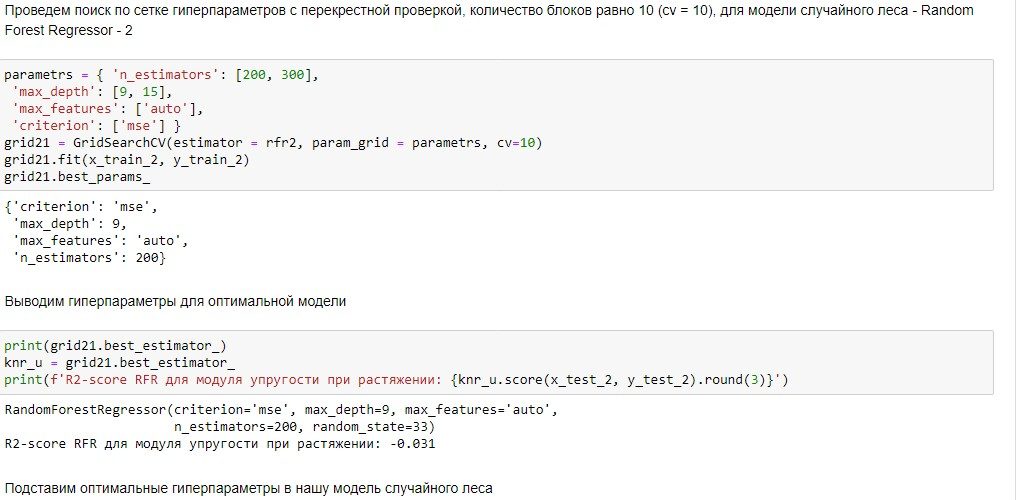 Проведем поиск по сетке гиперпараметров с перекрестной проверкой, количество блоков равно 10 (cv = 10), для модели случайного леса - Random
Forest Regressor - 2
parametrs = { 'n_estimators': [200, 300],
'max_depth': [9, 15],
'max_features': ['auto'],
'criterion': ['mse'] }
grid21 = GridSearchCV(estimator = rfr2, param_grid = parametrs, cv=10)
grid21.fit(x_train_2, y_train_2)
grid21.best_params_
{'criterion': 'mse',
'max_depth': 9,
'max_features': 'auto',
'n_estimators': 200}
Выводим гиперпараметры для оптимальной модели
print(grid21.best_estimator_)
knr_u = grid21.best_estimator_
print(f'R2-score RFR для модуля упругости при растяжении: {knr_u.score(x_test_2, y_test_2).round(3)}')
RandomForestRegressor(criterion='mse', max_depth=9, max_features='auto',
n_estimators=200, random_state=33)
R2-score RFR для модуля упругости при растяжении: -0.031
Подставим оптимальные гиперпараметры в нашу модель случайного леса